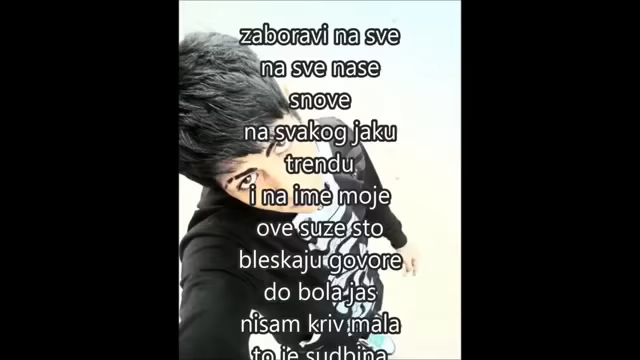 zaboravi na sve
na sve nase
snove
na svakog jaku
trendu
i na ime moje
ove suze sto
bleskaju govore
do bola jas
nisam kriv mala
to je sudbina